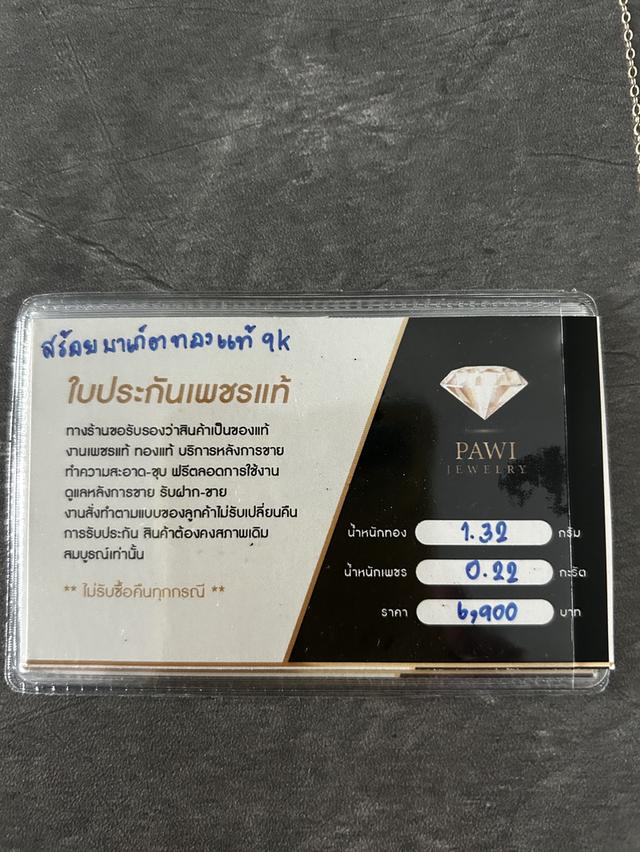 สร้อยมาเก๊ตทองแท้ 9k
ใบประกันเพชรแท้
ทางร้านขอรับรองว่าสินค้าเป็นของแท้
งานเพชรแท้ ทองแท้ บริการหลังการขาย
ทำความสะอาด-ชุบ ฟรีตลอดการใช้งาน
ดูแลหลังการขาย รับฝาก-ขาย
งานสั่งทำตามแบบของลูกค้าไม่รับเปลี่ยนคืน
การรับประกัน สินค้าต้องคงสภาพเดิม
สมบูรณ์เท่านั้น
** ไม่รับซื้อคืนทุกกรณี **
PAWI
JEWELRY
น้ำหนักทอง 1.32 กรัม
น้ำหนักเพชร 0.22 กะรัต
ราคา 6,900 บาท